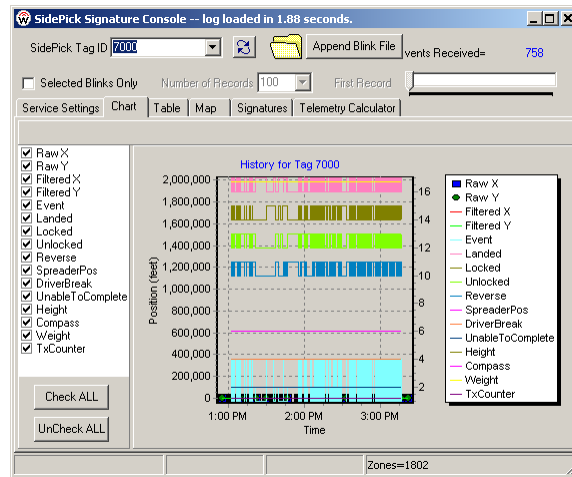 SidePick Signature Console -- log loaded in 1.88 seconds.
SidePick Tag ID 7000 Append Blink File vents Received= 758
Selected Blinks Only Number of Records 100 First Record
Service Settings Chart Table Map Signatures Telemetry Calculator
Raw X
Raw Y
Filtered X
Filtered Y
Event
Landed
Locked
Unlocked
Reverse
SpreaderPos
DriverBreak
UnableToComplete
Height
Compass
Weight
TxCounter
Check ALL
UnCheck ALL
History for Tag 7000
Position (feet)
2,000,000
1,800,000
1,600,000
1,400,000
1,200,000
1,000,000
800,000
600,000
400,000
200,000
0
16
14
12
10
8
6
4
2
1:00 PM 2:00 PM 3:00 PM
Time
Raw X
Raw Y
Filtered X
Filtered Y
Event
Landed
Locked
Unlocked
Reverse
SpreaderPos
DriverBreak
UnableToComplete
Height
Compass
Weight
TxCounter
Zones=1802